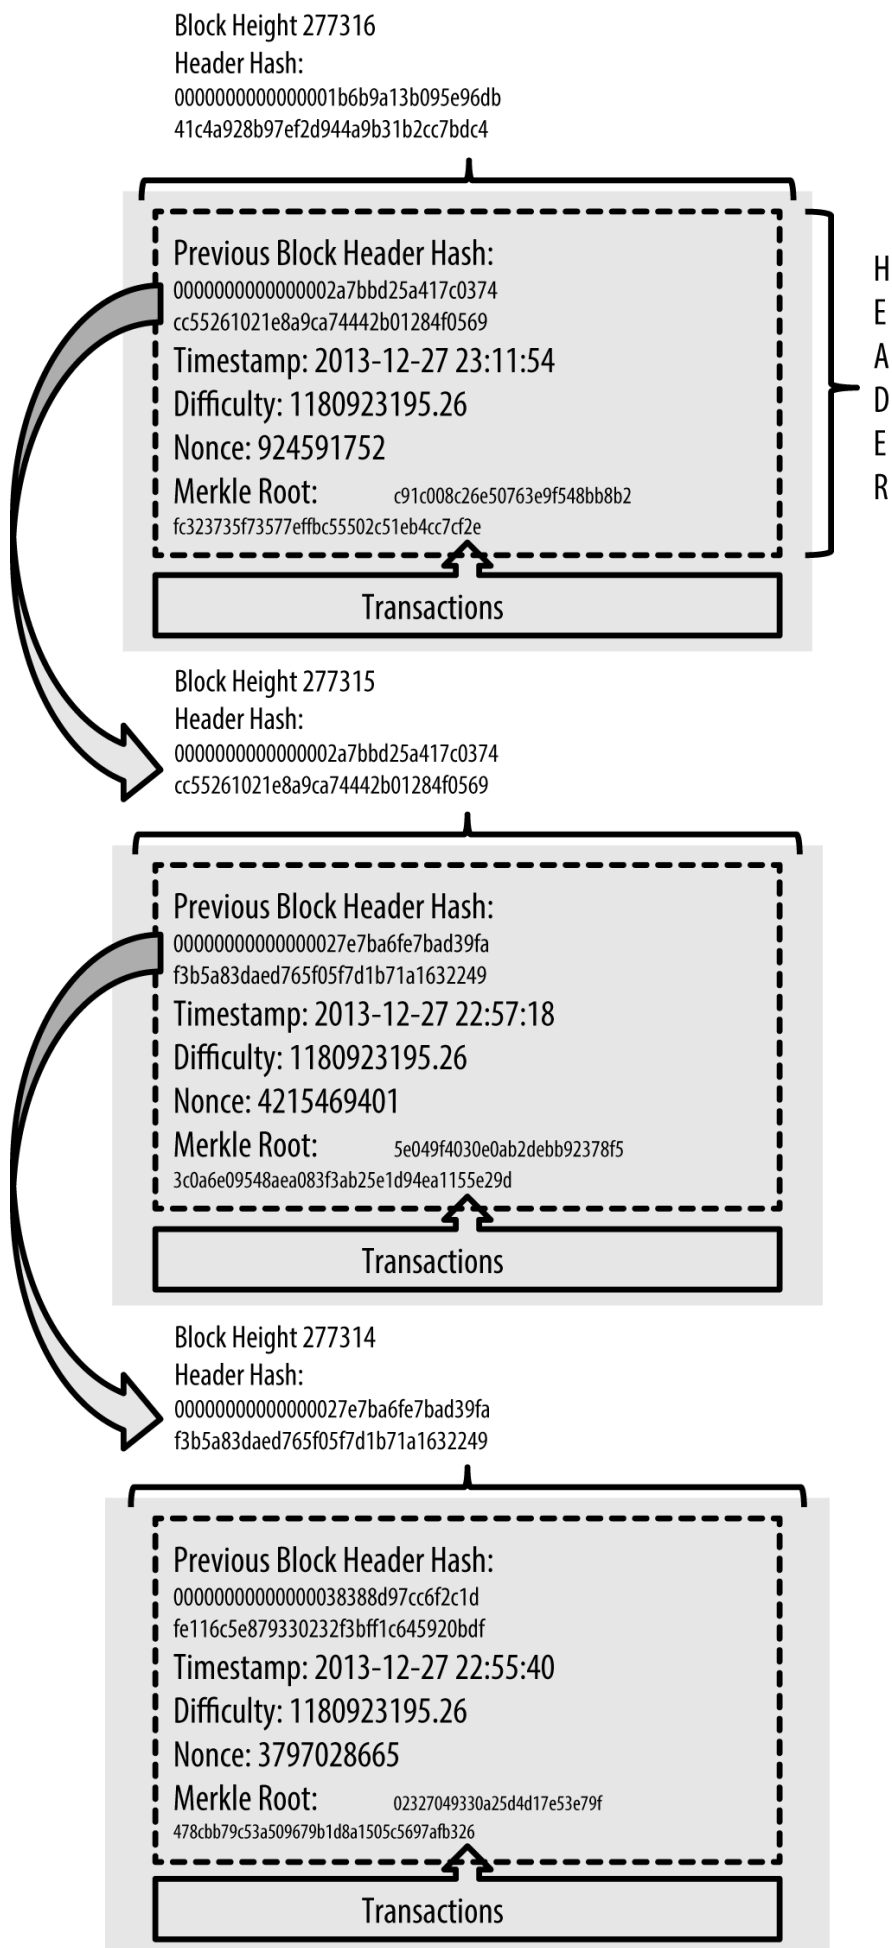 Block Height 277316
Header Hash:
0000000000000001b6b9a13b095e96db
41c4a928b97ef2d944a9b31b2cc7bdc4
Previous Block Header Hash:
0000000000000002a7bbd25a417c0374
cc55261021e8a9ca74442b01284f0569
Timestamp: 2013-12-27 23:11:54
Difficulty: 1180923195.26
Nonce: 924591752
Merkle Root: c91c008c26e50763e9f548bb8b2
fc323735f73577effbc55502c51eb4cc7cf2e
Transactions
HEADER
Block Height 277315
Header Hash:
0000000000000002a7bbd25a417c0374
cc55261021e8a9ca74442b01284f0569
Previous Block Header Hash:
00000000000000027e7ba6fe7bad39fa
f3b5a83daed765f05f7d1b71a1632249
Timestamp: 2013-12-27 22:57:18
Difficulty: 1180923195.26
Nonce: 4215469401
Merkle Root: 5e049f4030e0ab2debb92378f5
3c0a6e09548aea083f3ab25e1d94ea1155e29d
Transactions
Block Height 277314
Header Hash:
00000000000000027e7ba6fe7bad39fa
f3b5a83daed765f05f7d1b71a1632249
Previous Block Header Hash:
00000000000000038388d97cc6f2c1d
fe116c5e879330232f3bff1c645920bdf
Timestamp: 2013-12-27 22:55:40
Difficulty: 1180923195.26
Nonce: 3797028665
Merkle Root: 02327049330a25d4d17e53e79f
478cbb79c53a509679b1d8a1505c5697afb326
Transactions